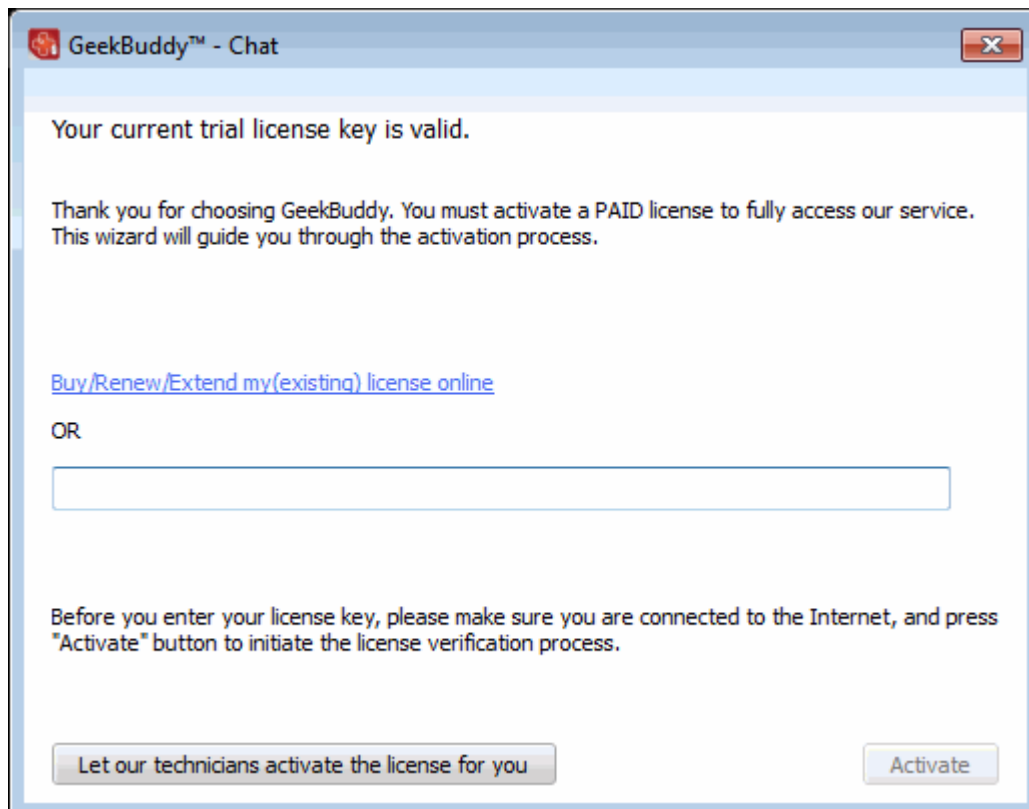 GeekBuddy™ - Chat
Your current trial license key is valid.
Thank you for choosing GeekBuddy. You must activate a PAID license to fully access our service.
This wizard will guide you through the activation process.
Buy/Renew/Extend my(existing) license online
OR
Before you enter your license key, please make sure you are connected to the Internet, and press
"Activate" button to initiate the license verification process.
Let our technicians activate the license for you
Activate